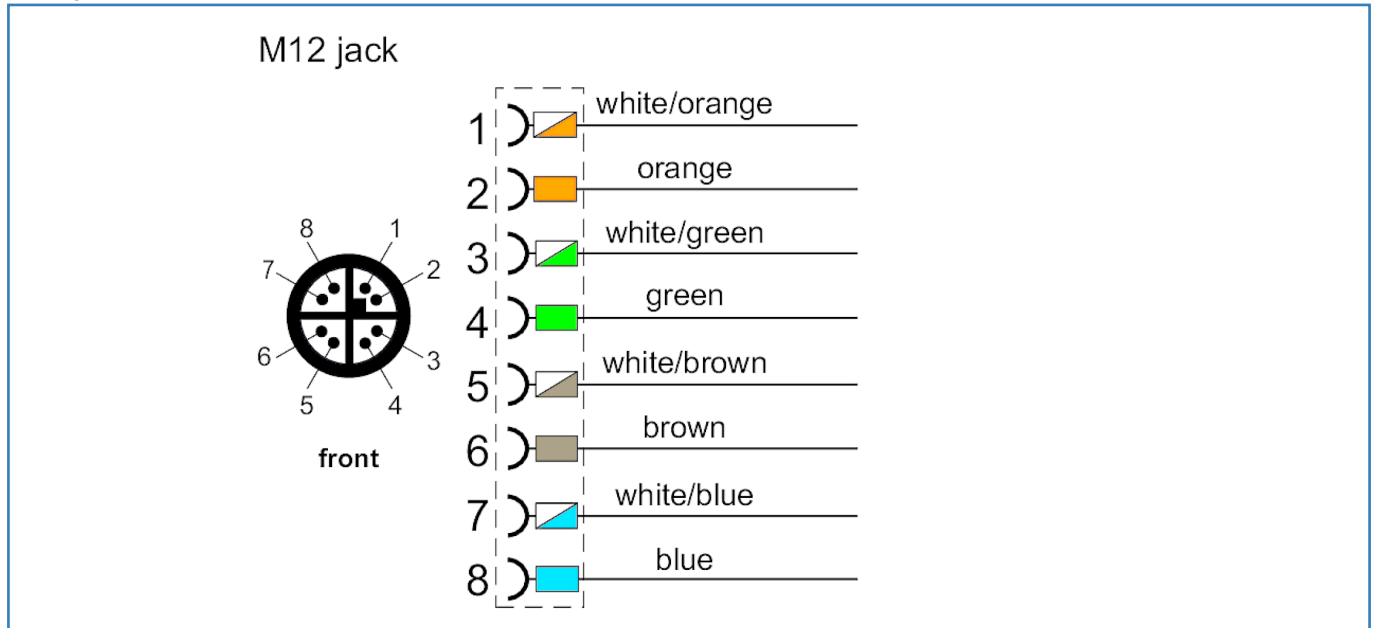 M12 jack
1 white/orange
2 orange
3 white/green
4 green
5 white/brown
6 brown
7 white/blue
8 blue
8 1
7 2
6 3
5 4
front